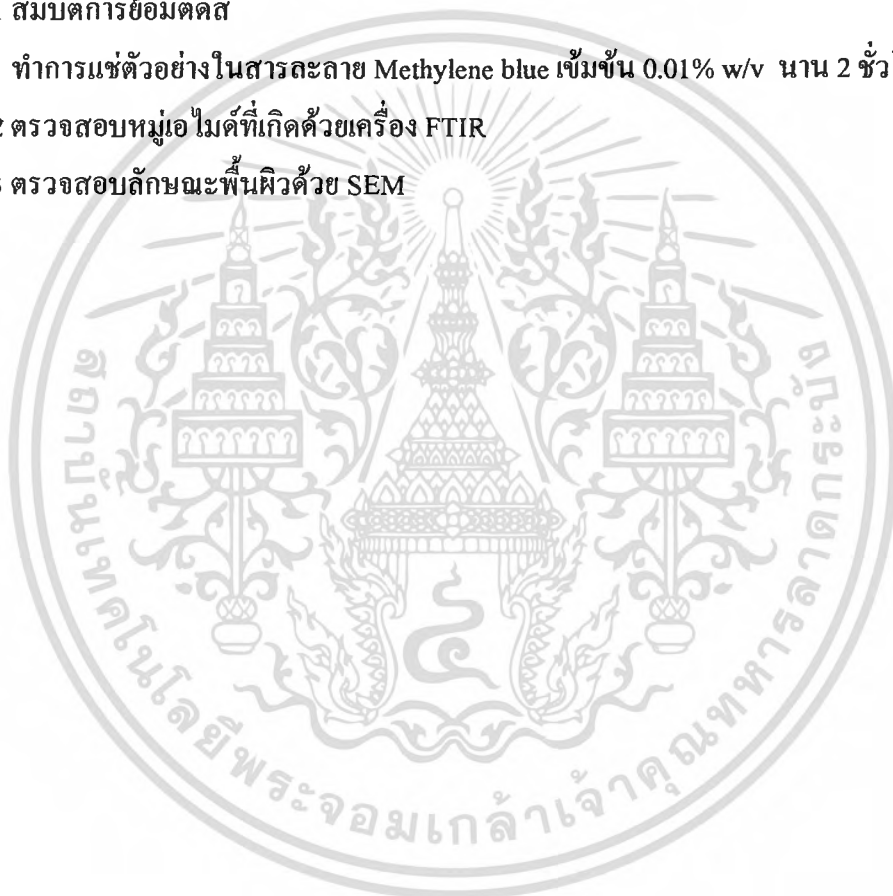 สมบัติการย้อมติดสี
ทำการแช่ตัวอย่างในสารละลาย Methylene blue เข้มข้น 0.01% w/v นาน 2
ตรวจสอบหมู่เอไมด์ที่เกิดด้วยเครื่อง FTIR
ตรวจสอบลักษณะพื้นผิวด้วย SEM
สถาบันเทคโนโลยีพระจอมเกล้าเจ้าคุณทหารลาดกระบัง